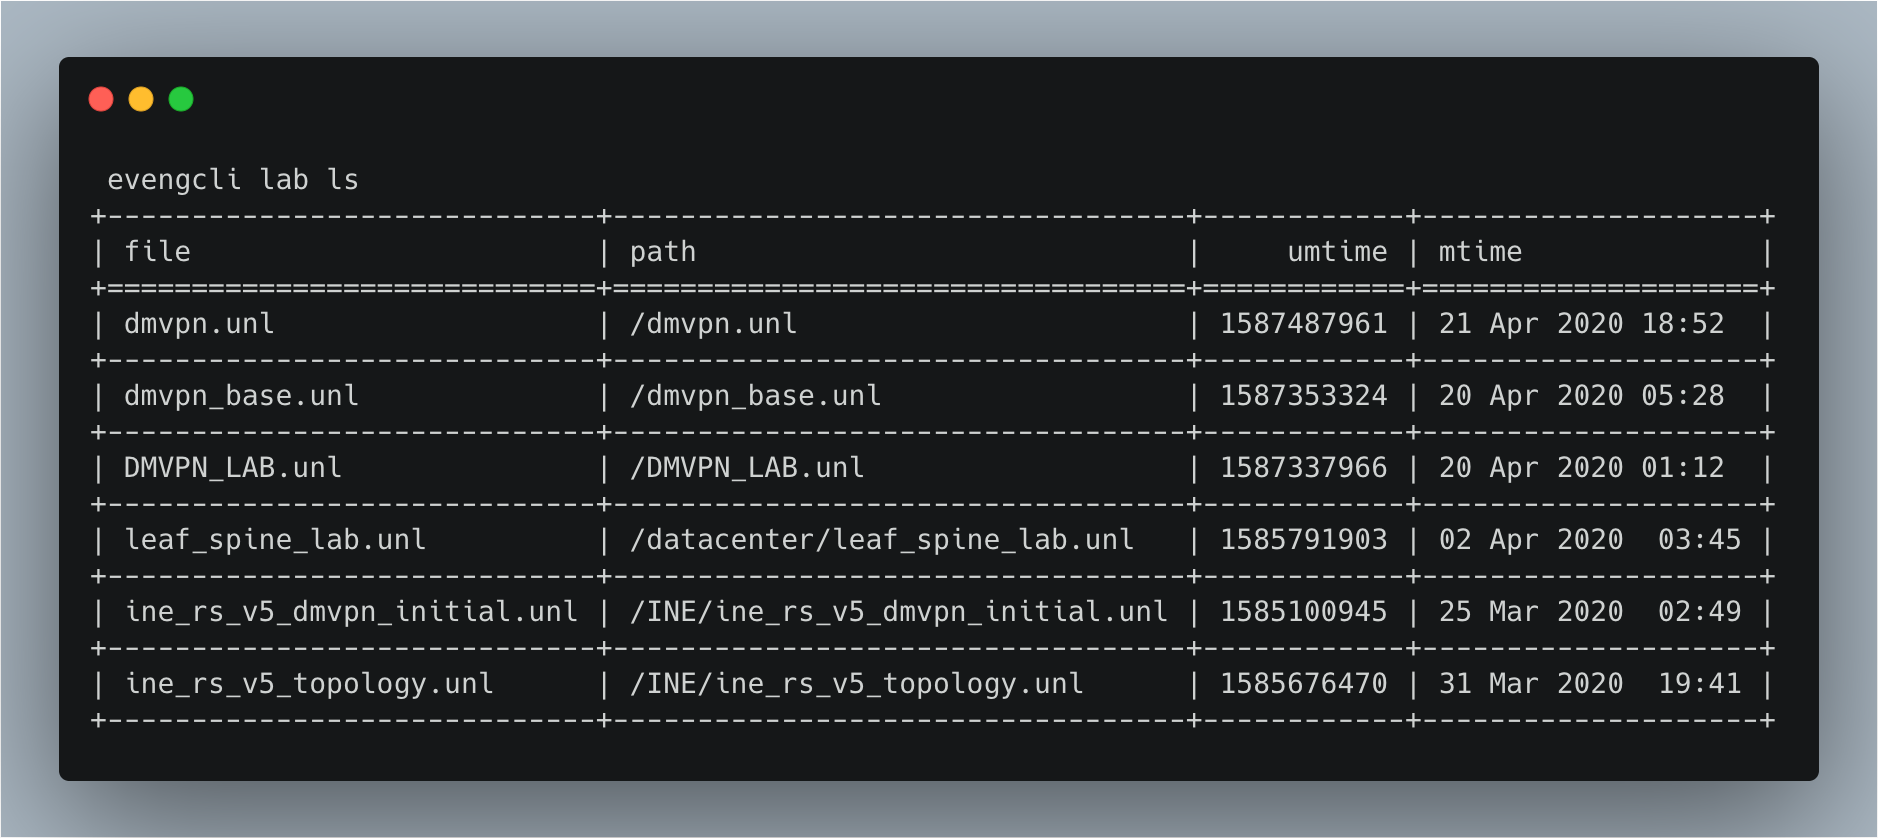 evengcli lab ls
+-----------------------------+----------------------------------+------------+--------------------+
| file                        | path                             |     umtime | mtime              |
+=============================+==================================+============+====================+
| dmvpn.unl                   | /dmvpn.unl                       | 1587487961 | 21 Apr 2020 18:52  |
+-----------------------------+----------------------------------+------------+--------------------+
| dmvpn_base.unl              | /dmvpn_base.unl                  | 1587353324 | 20 Apr 2020 05:28  |
+-----------------------------+----------------------------------+------------+--------------------+
| DMVPN_LAB.unl               | /DMVPN_LAB.unl                   | 1587337966 | 20 Apr 2020 01:12  |
+-----------------------------+----------------------------------+------------+--------------------+
| leaf_spine_lab.unl          | /datacenter/leaf_spine_lab.unl   | 1585791903 | 02 Apr 2020  03:45 |
+-----------------------------+----------------------------------+------------+--------------------+
| ine_rs_v5_dmvpn_initial.unl | /INE/ine_rs_v5_dmvpn_initial.unl | 1585100945 | 25 Mar 2020  02:49 |
+-----------------------------+----------------------------------+------------+--------------------+
| ine_rs_v5_topology.unl      | /INE/ine_rs_v5_topology.unl      | 1585676470 | 31 Mar 2020  19:41 |
+-----------------------------+----------------------------------+------------+--------------------+